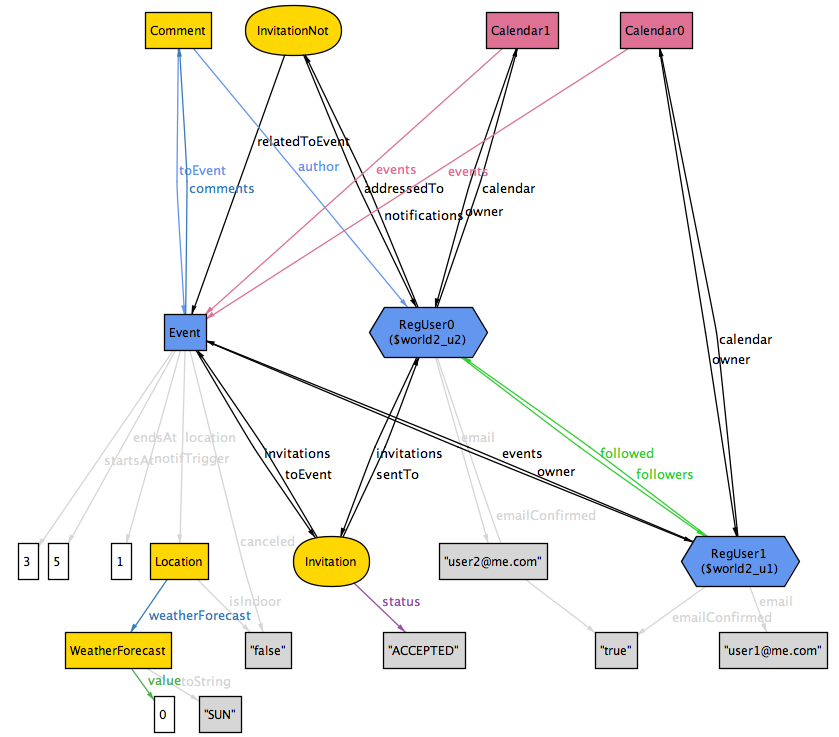 Comment
InvitationNot
Calendar1
Calendar0
relatedToEvent
toEvent
author
events
events
comments
addressedTo
calendar
notifications
owner
Event
RegUser0
($world2_u2)
calendar
owner
endsAt
location
email
startsAt
notifTrigger
invitations
invitations
events
followed
toEvent
sentTo
owner
followers
emailConfirmed
canceled
3
5
1
Location
Invitation
"user2@me.com"
RegUser1
($world2_u1)
isIndoor
status
email
weatherForecast
emailConfirmed
WeatherForecast
"false"
"ACCEPTED"
"true"
"user1@me.com"
value
toString
0
"SUN"